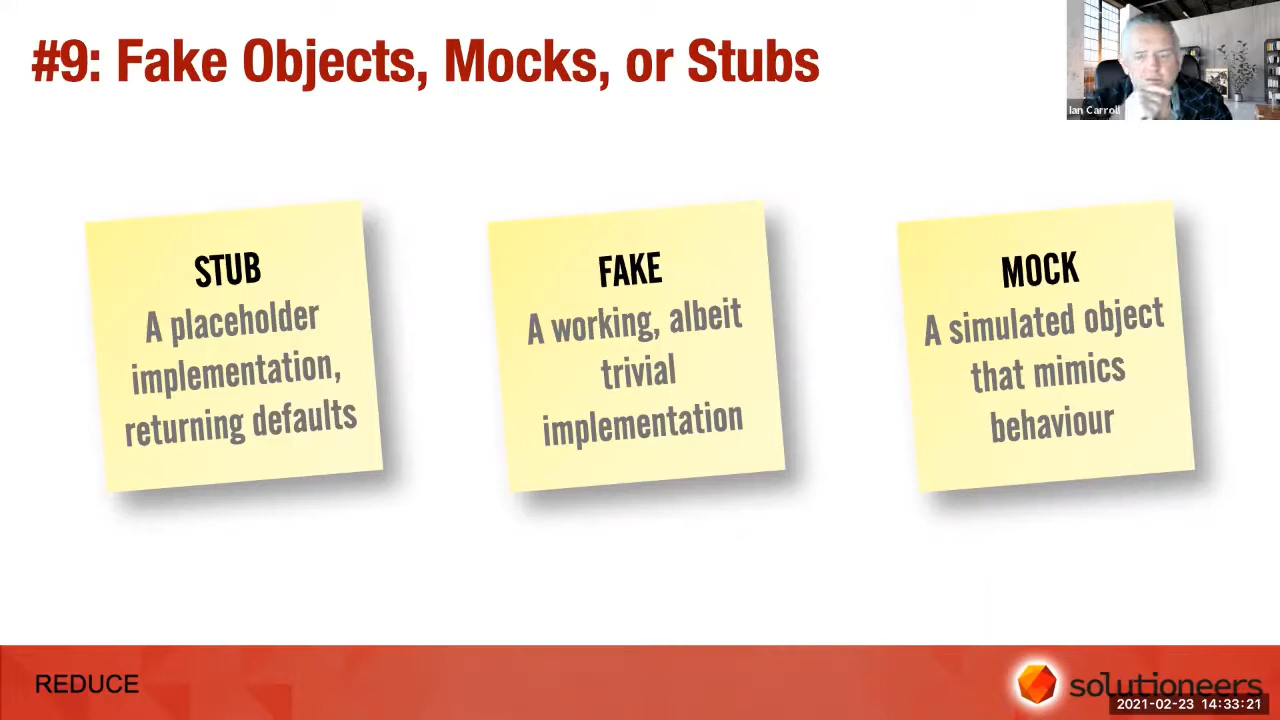 #9: Fake Objects, Mocks, or Stubs
Ian Carroll
STUB
A placeholder
implementation,
returning defaults
FAKE
A working, albeit
trivial
implementation
MOCK
A simulated object
that mimics
behaviour
REDUCE
solutioneers
2021-02-23 14:33:21